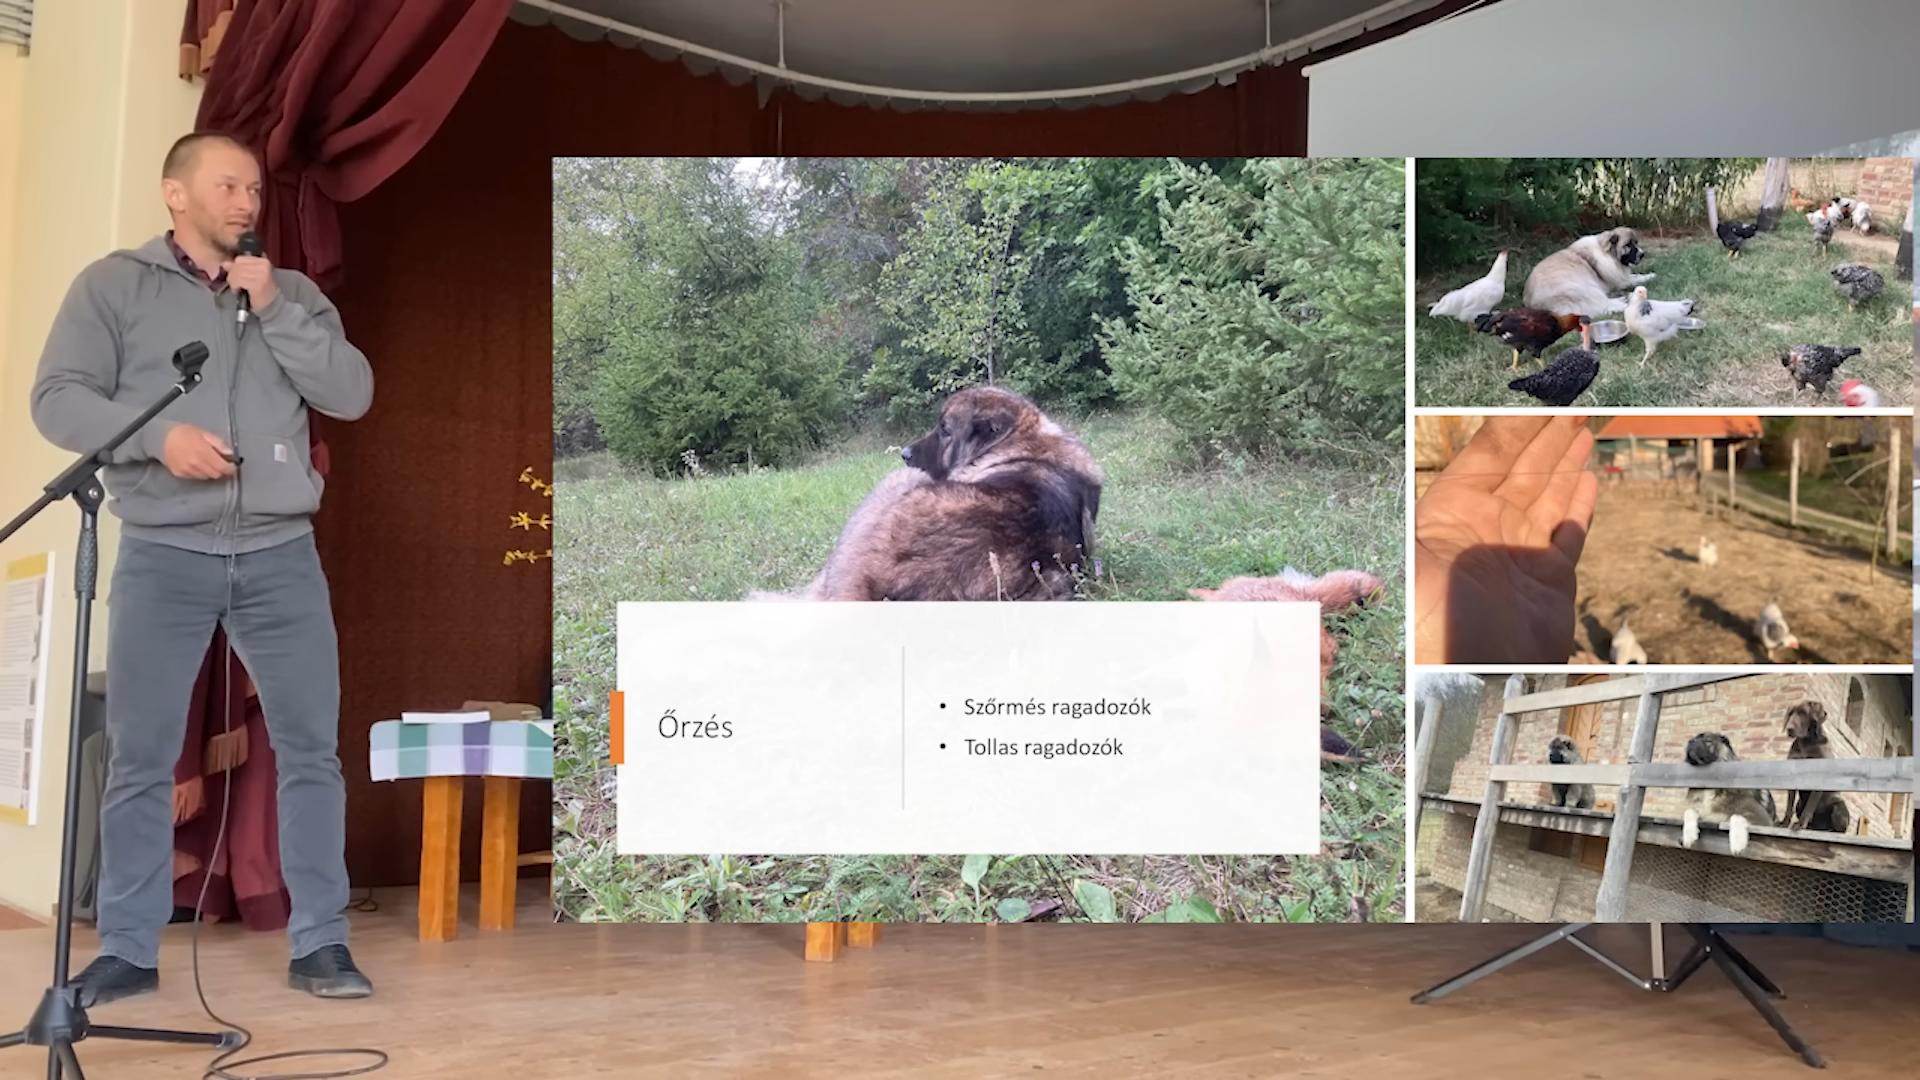 Őrzés
• Szőrmés ragadozók
• Tollas ragadozók